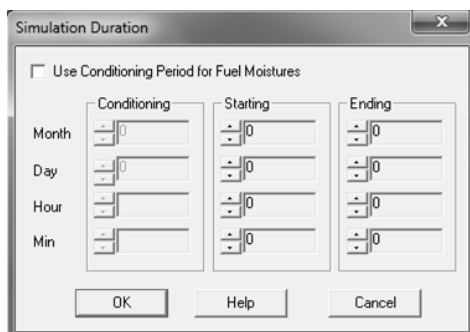 Simulation Duration
x
Use Conditioning Period for Fuel Moistures
Conditioning Starting Ending
Month 0 0 0
Day 0 0 0
Hour 0 0
Min 0 0
OK Help Cancel